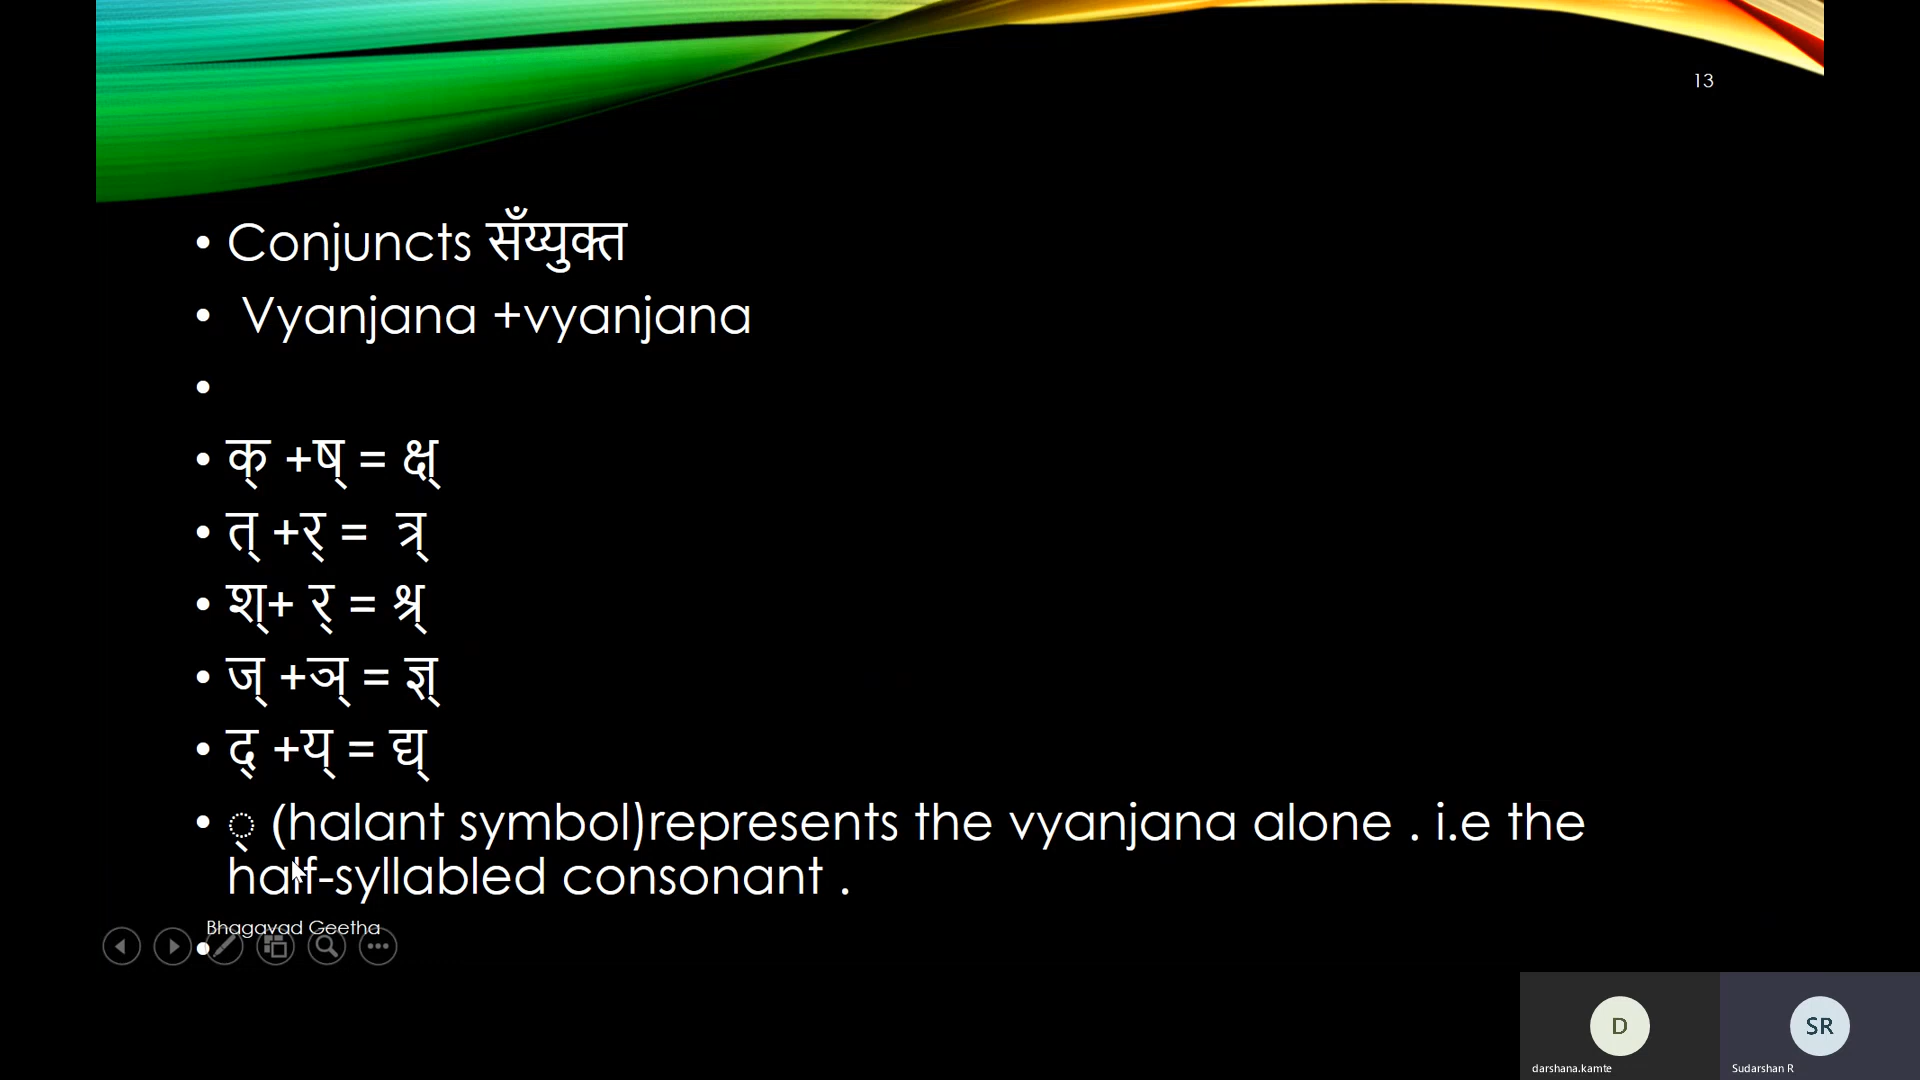 13
• Conjuncts सँय्युक्त
• Vyanjana +vyanjana
•
• क् +ष् = क्ष्
• त् +र् = त्र्
• श्+ र् = श्र्
• ज् +ञ् = ज्ञ्
• द् +य् = द्य्
• ् (halant symbol)represents the vyanjana alone . i.e the
half-syllabled consonant .
Bhagavad Geetha
•
D
SR
darshana.kamte
Sudarshan R